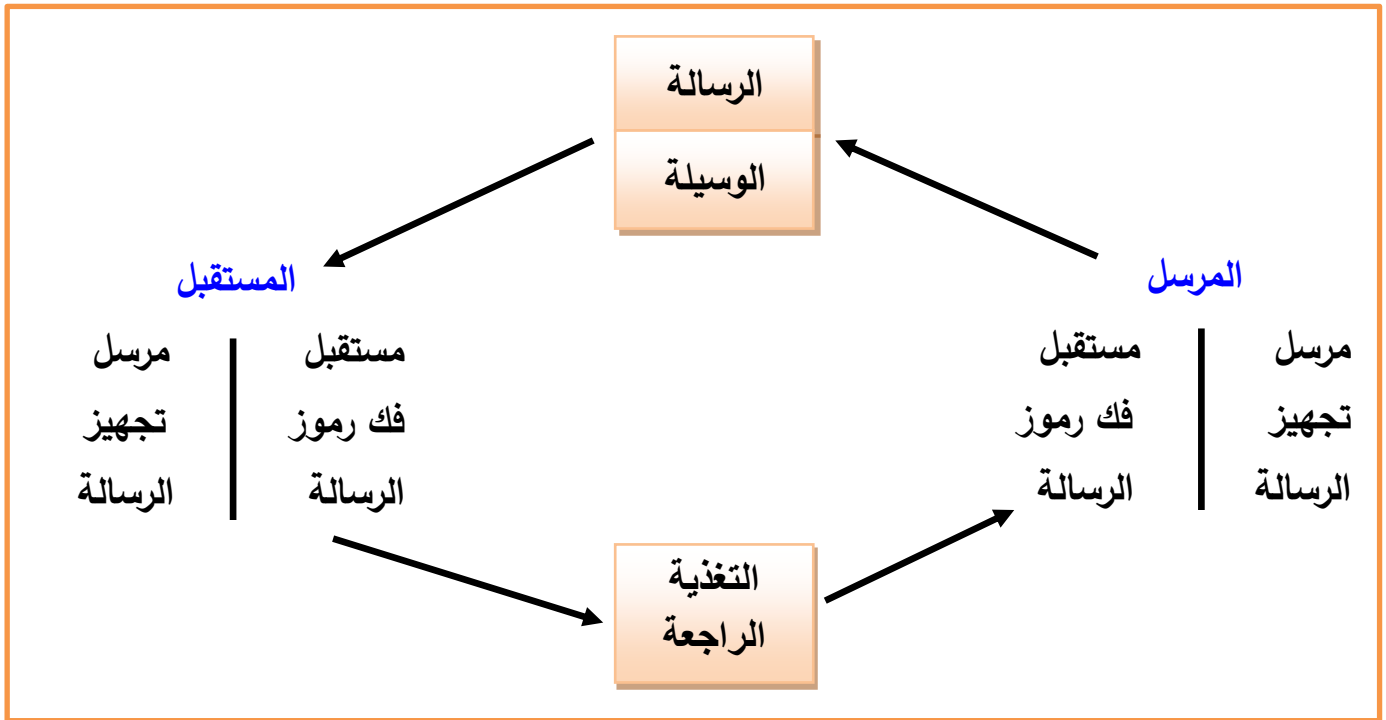 الرسالة
الوسيلة
المرسل
مرسل
تجهيز
الرسالة
مستقبل
فك رموز
الرسالة
المستقبل
مستقبل
فك رموز
الرسالة
مرسل
تجهيز
الرسالة
التغذية
الراجعة